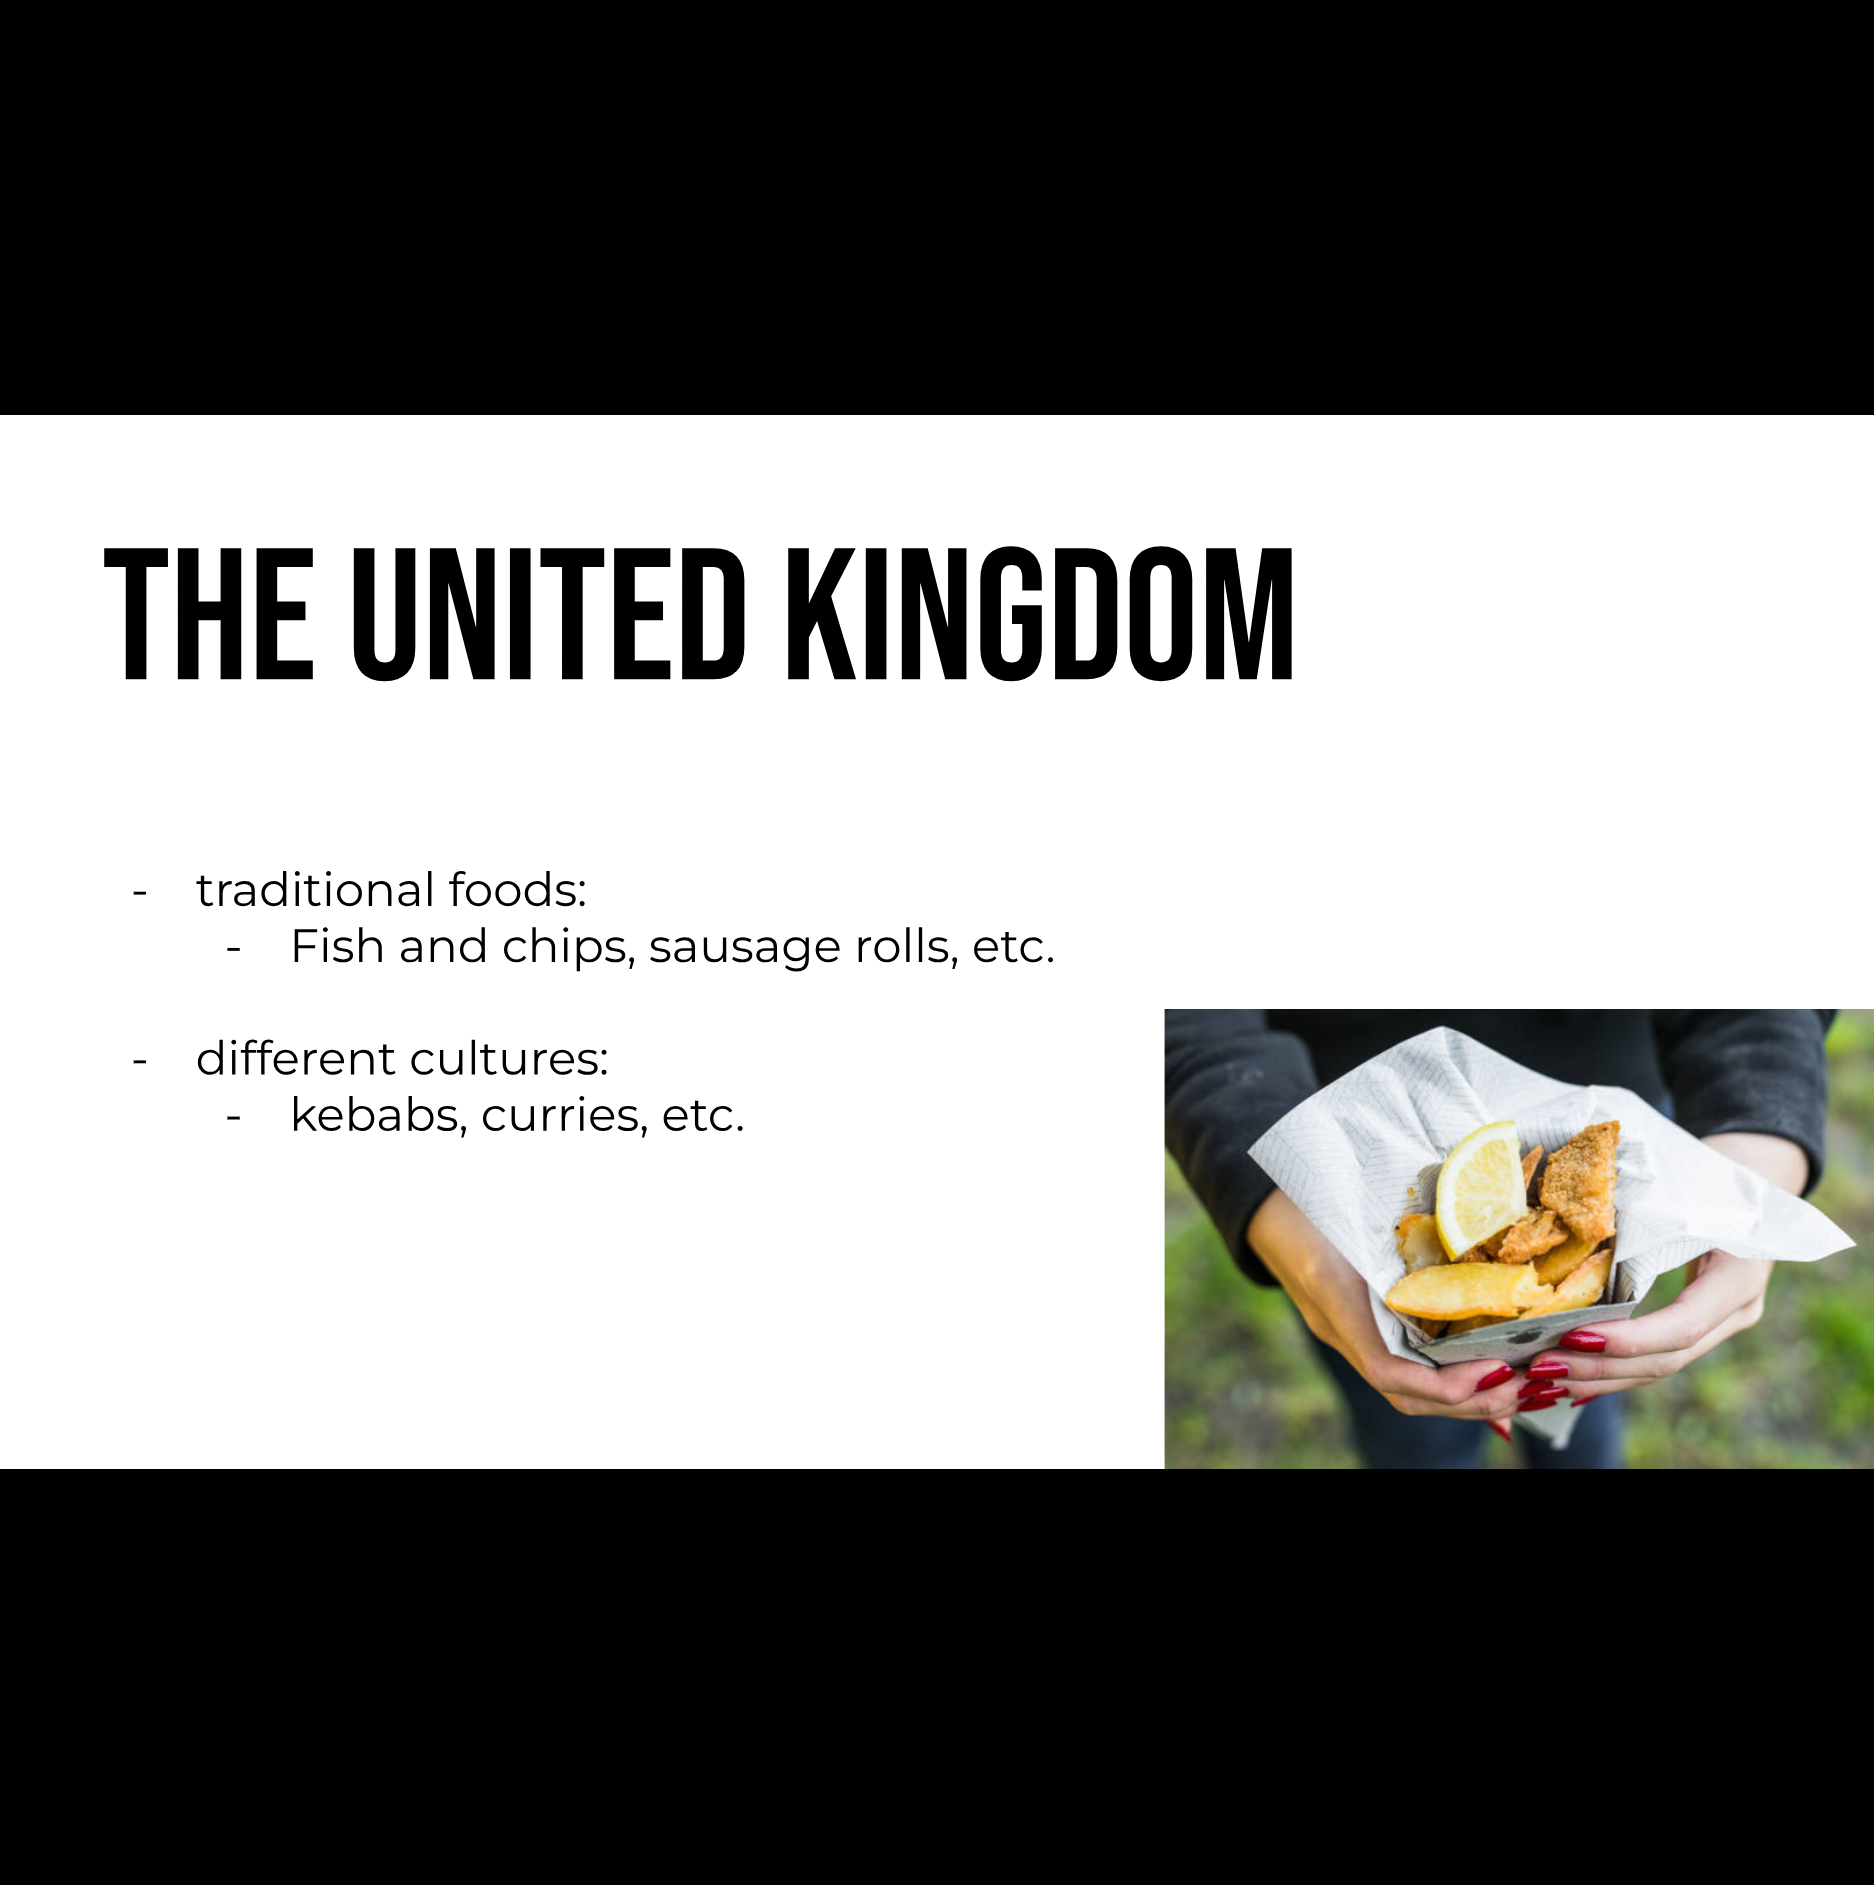 THE UNITED KINGDOM
- traditional foods:
- Fish and chips, sausage rolls, etc.
- different cultures:
- kebabs, curries, etc.